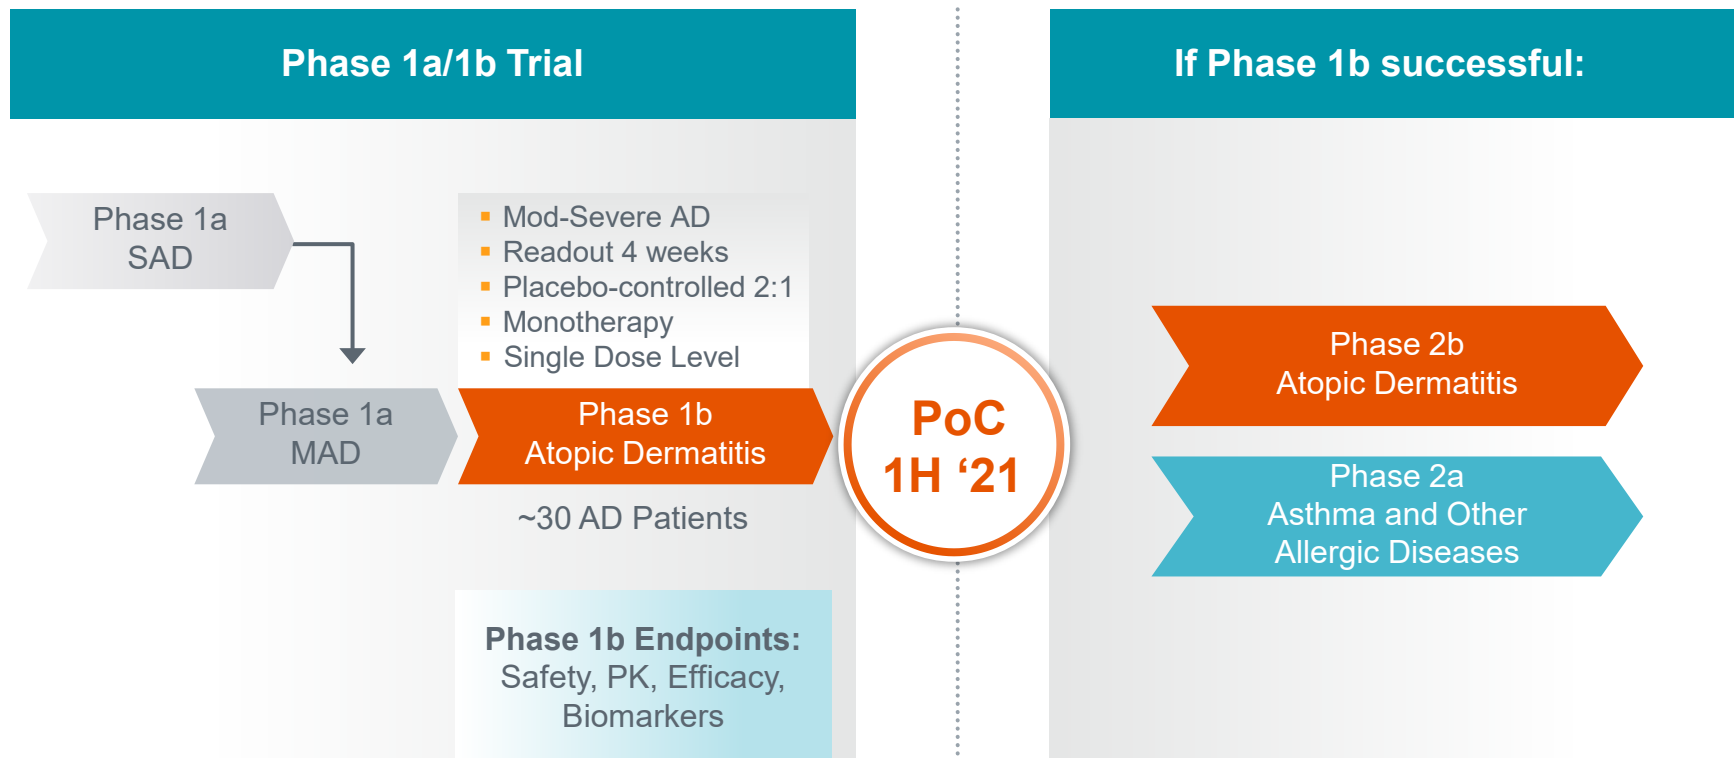 Phase 1a/1b Trial
If Phase 1b successful:
Phase 1a
SAD
Mod-Severe AD
Readout 4 weeks
Placebo-controlled 2:1
Monotherapy
Single Dose Level
Phase 1a
MAD
Phase 1b
Atopic Dermatitis
~30 AD Patients
Phase 1b Endpoints:
Safety, PK, Efficacy,
Biomarkers
PoC
1H ‘21
Phase 2b
Atopic Dermatitis
Phase 2a
Asthma and Other
Allergic Diseases